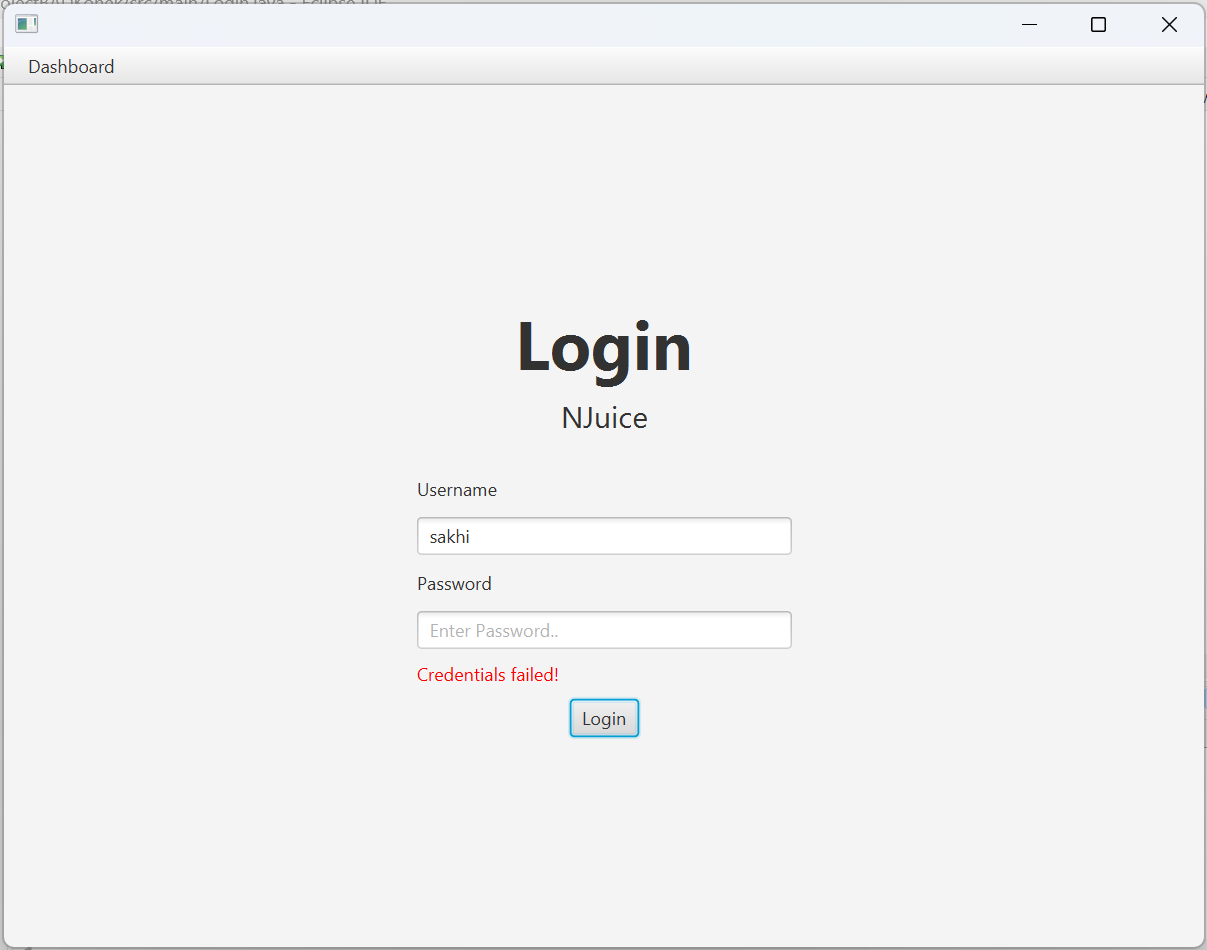 Dashboard
Login
NJuice
Username
sakhi
Password
Enter Password..
Credentials failed!
Login